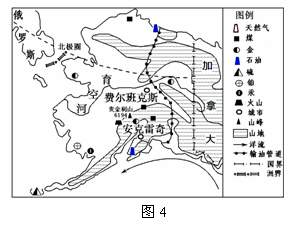 俄罗斯
北极圈
育空河
费尔班克斯
麦金利山
6194
安克雷奇
加拿大
图例
天然气
煤
金
石油
硫
铂
汞
火山
城市
山峰
山地
洋流
输油管道
国界
洲界
图 4